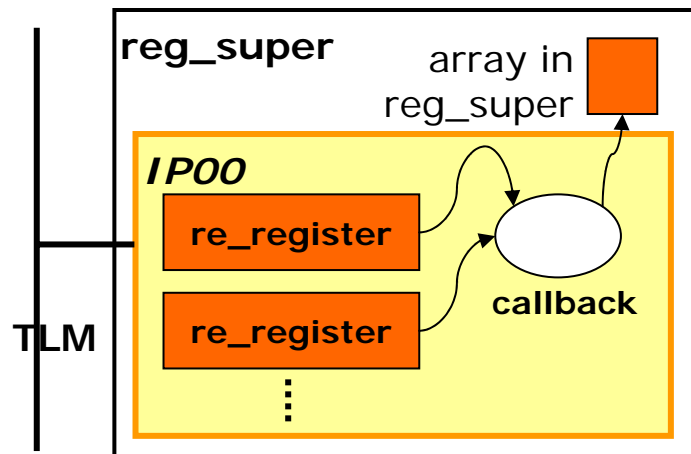 reg_super
array in
reg_super
IP00
re_register
callback
re_register
TLM